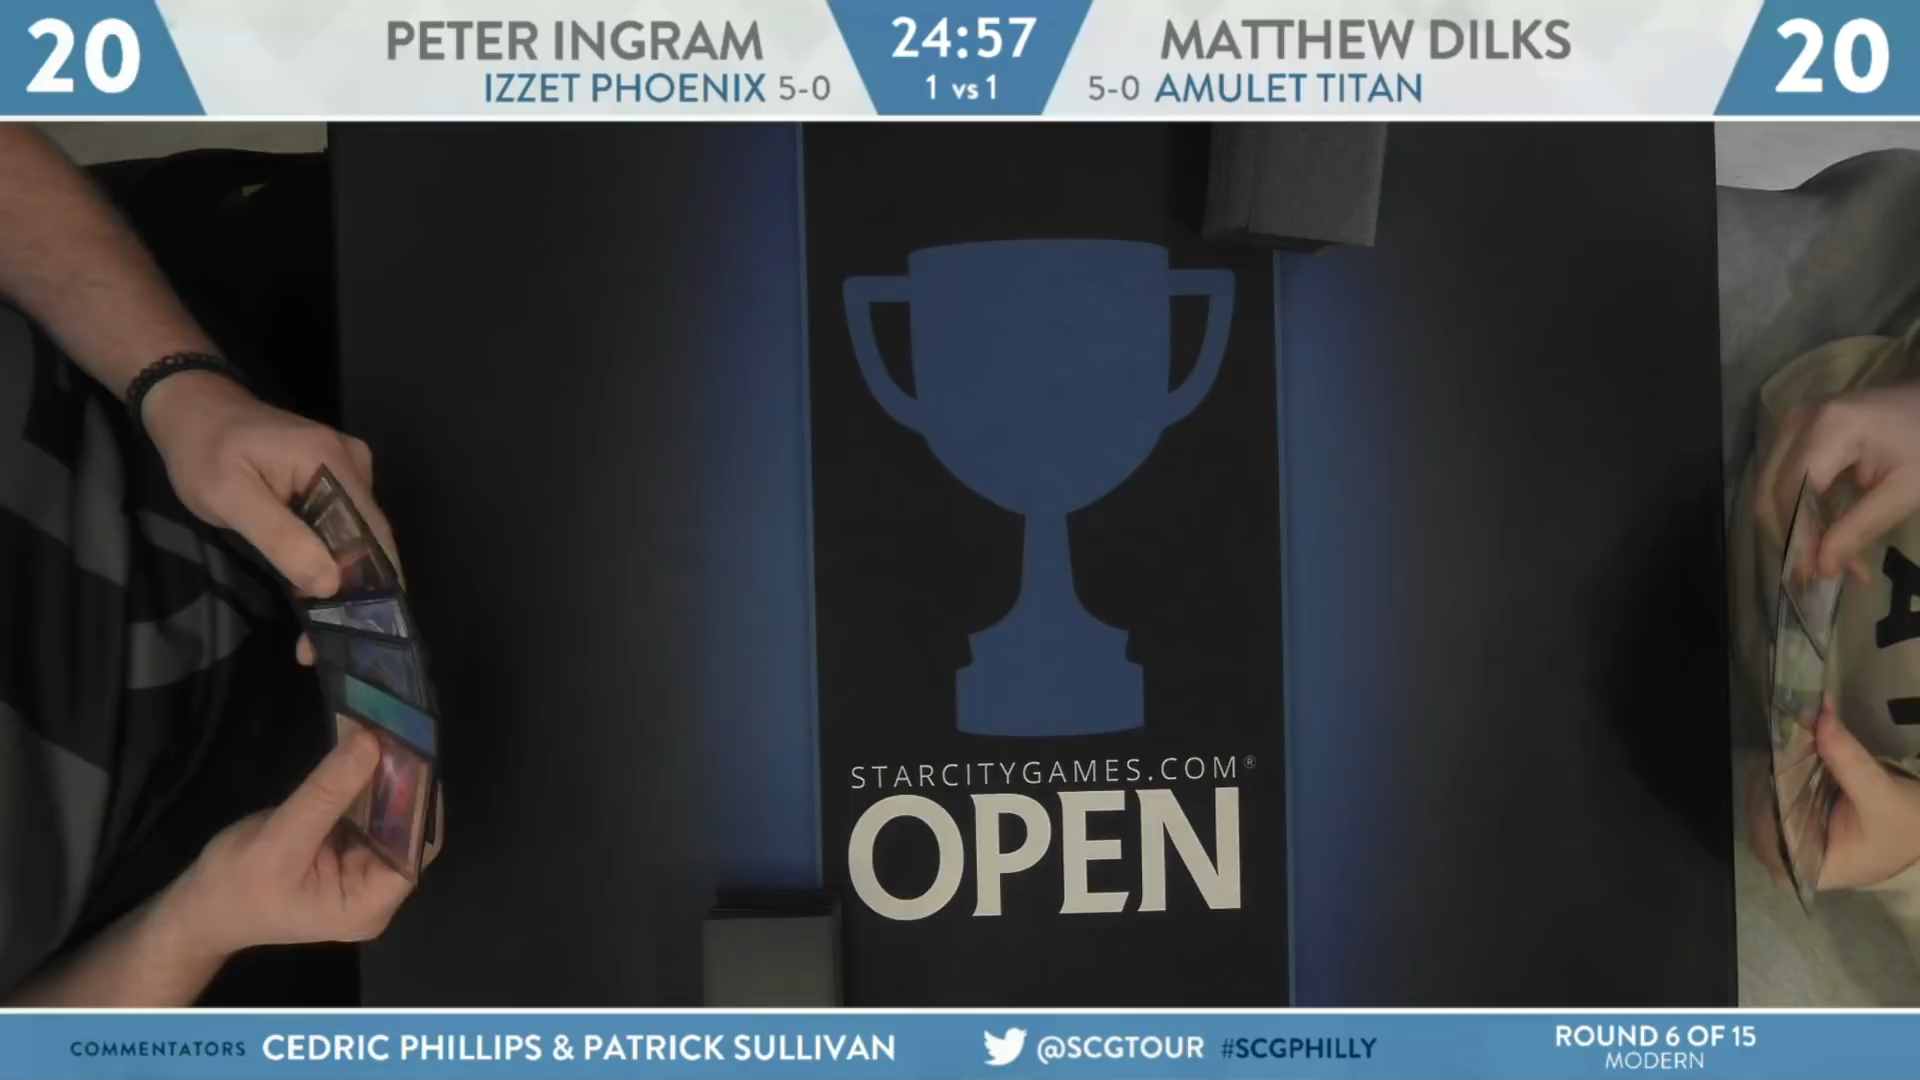 20
PETER INGRAM
IZZET PHOENIX 5-0
24:57
1 vs 1
MATTHEW DILKS
5-0 AMULET TITAN
20
STARCITYGAMES.COM®
OPEN
COMMENTATORS CEDRIC PHILLIPS & PATRICK SULLIVAN
@SCGTOUR #SCGPHILLY
ROUND 6 OF 15
MODERN